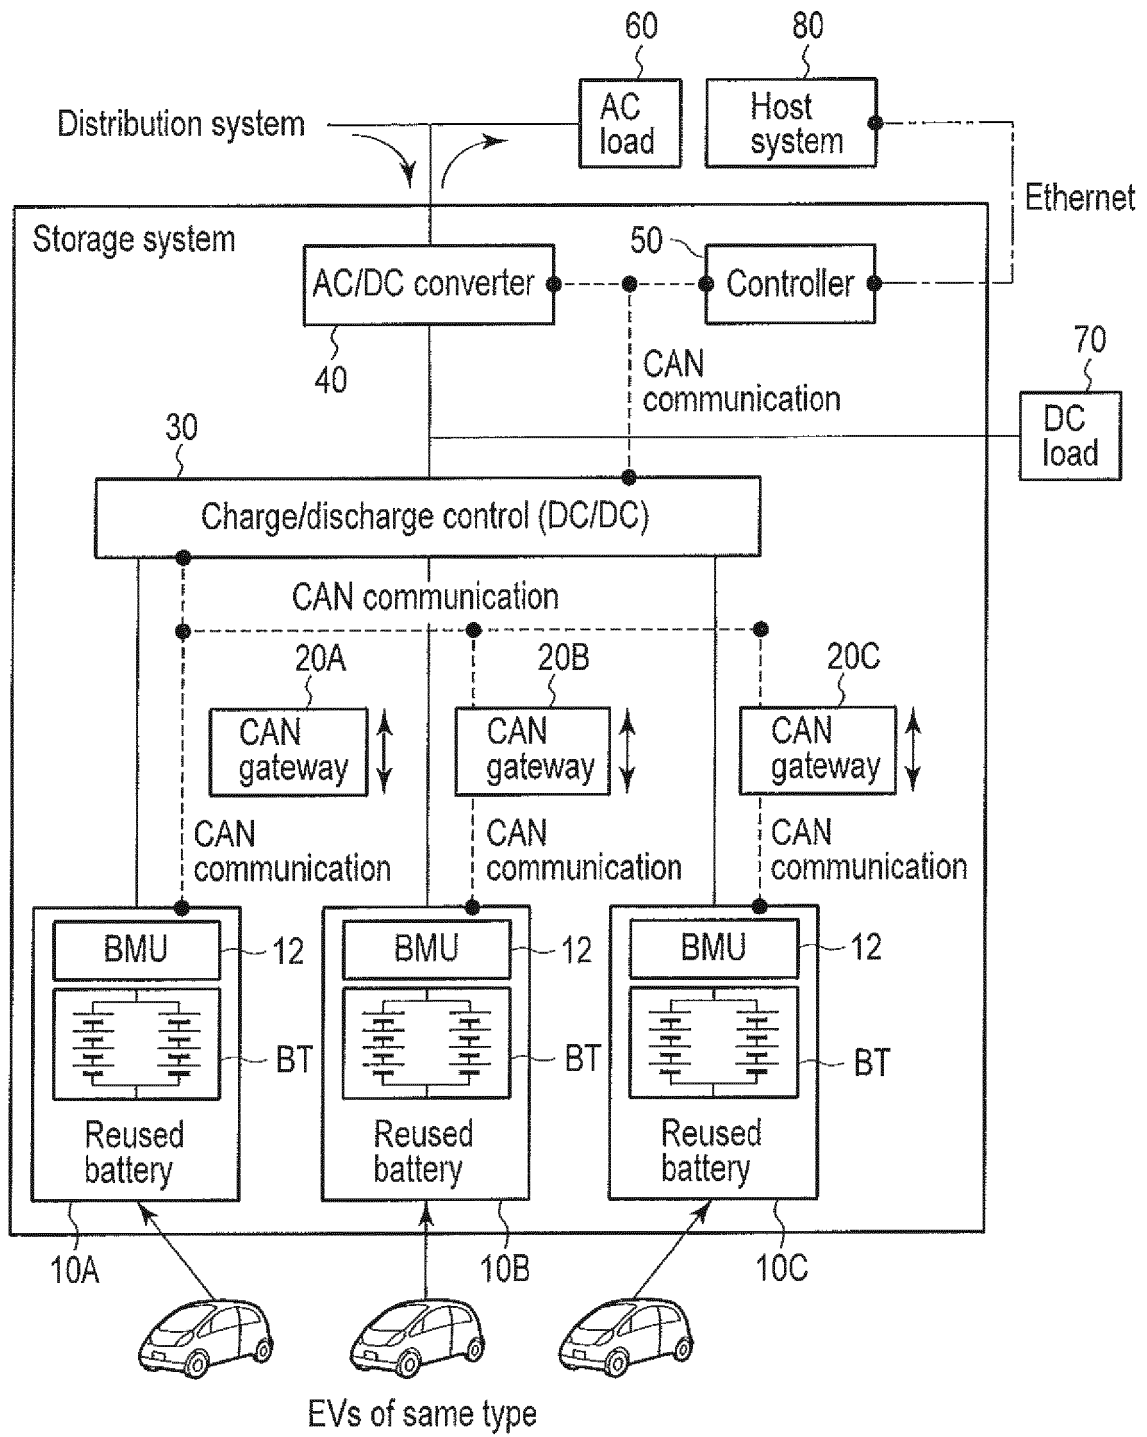 60
80
AC
load
Host
system
Distribution system
Ethernet
Storage system
50
AC/DC converter
Controller
40
CAN
communication
70
DC
load
30
Charge/discharge control (DC/DC)
CAN communication
20A
20B
20C
CAN
gateway
CAN
gateway
CAN
gateway
CAN
communication
CAN
communication
CAN
communication
BMU
12
BMU
12
BMU
12
BT
BT
BT
Reused
battery
Reused
battery
Reused
battery
10A
10B
10C
EVs of same type